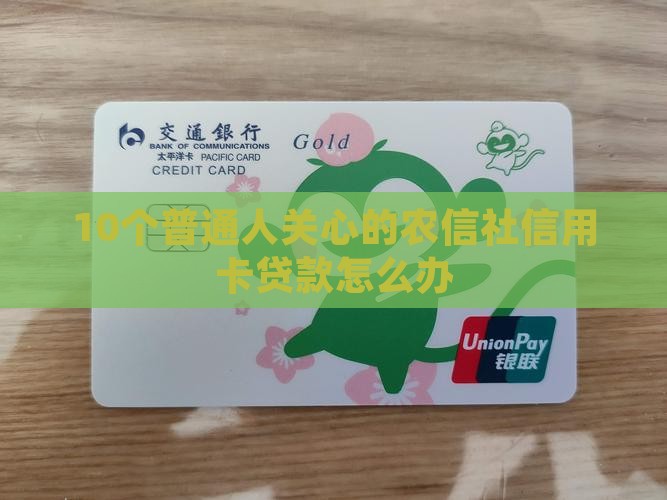 交通銀行
BANK OF COMMUNICATIONS
太平洋卡 PACIFIC CARD
CREDIT CARD
Gold
10个普通人关心的农信社信用
卡贷款怎么办
UnionPay
银联